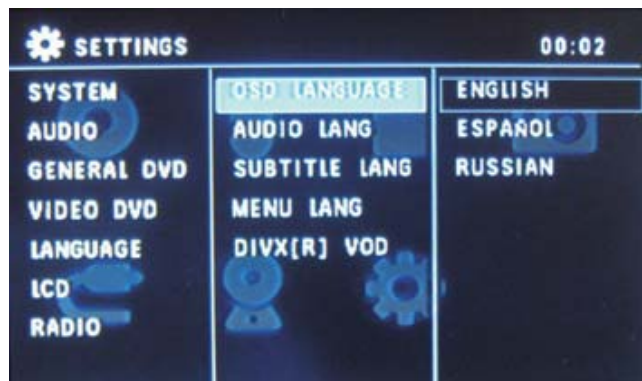 SETTINGS 00:02
SYSTEM
AUDIO
GENERAL DVD
VIDEO DVD
LANGUAGE
LCD
RADIO
OSD LANGUAGE
AUDIO LANG
SUBTITLE LANG
MENU LANG
DIVX[R] VOD
ENGLISH
ESPAÑOL
RUSSIAN